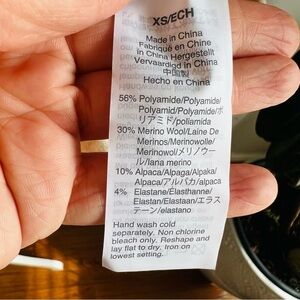 XS/ECH
Made in China
Fabriqué en Chine
In China Hergestellt
Vervaardigd in China
中国製
Hecho en China
56% Polyamide/Polyamide/
Polyamid/Polyamide/ポ
リアミド/poliamida
30% Merino Wool/Laine De
Merinos/Merinowolle/
Merinowol/メリノウー
ル/lana merino
10% Alpaca/Alpaga/Alpaka/
Alpaca/アルパカ/alpaca
4% Elastane/Elasthanne/
Elastan/Elastaan/エラス
テーン/elastano
Hand wash cold
separately. Non chlorine
bleach only. Reshape and
lay flat to dry, Iron on
lowest setting.